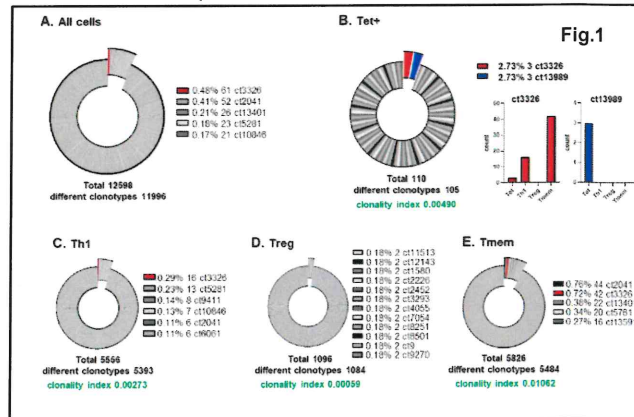 Fig.1
A. All cells
0.48% 61 ct3326
0.41% 52 ct2041
0.21% 26 ct13401
0.18% 23 ct5281
0.17% 21 ct10846
Total 12598
different clonotypes 11996
B. Tet+
2.73% 3 ct3326
2.73% 3 ct13989
Total 110
different clonotypes 105
clonality index 0.00490
ct3326
count
Tet Th1 Treg Tmem
ct13989
count
Tet Th1 Treg Tmem
C. Th1
0.29% 16 ct3326
0.23% 13 ct5281
0.14% 8 ct9411
0.13% 7 ct10846
0.11% 6 ct2041
0.11% 6 ct6061
Total 5556
different clonotypes 5393
clonality index 0.00273
D. Treg
0.18% 2 ct11513
0.18% 2 ct12143
0.18% 2 ct1580
0.18% 2 ct2226
0.18% 2 ct2452
0.18% 2 ct3293
0.18% 2 ct4055
0.18% 2 ct7054
0.18% 2 ct8251
0.18% 2 ct8501
0.18% 2 ct9
0.18% 2 ct9270
Total 1096
different clonotypes 1084
clonality index 0.00059
E. Tmem
0.76% 44 ct2041
0.72% 42 ct3326
0.38% 22 ct1340
0.34% 20 ct5761
0.27% 16 ct1359
Total 5826
different clonotypes 5484
clonality index 0.01062